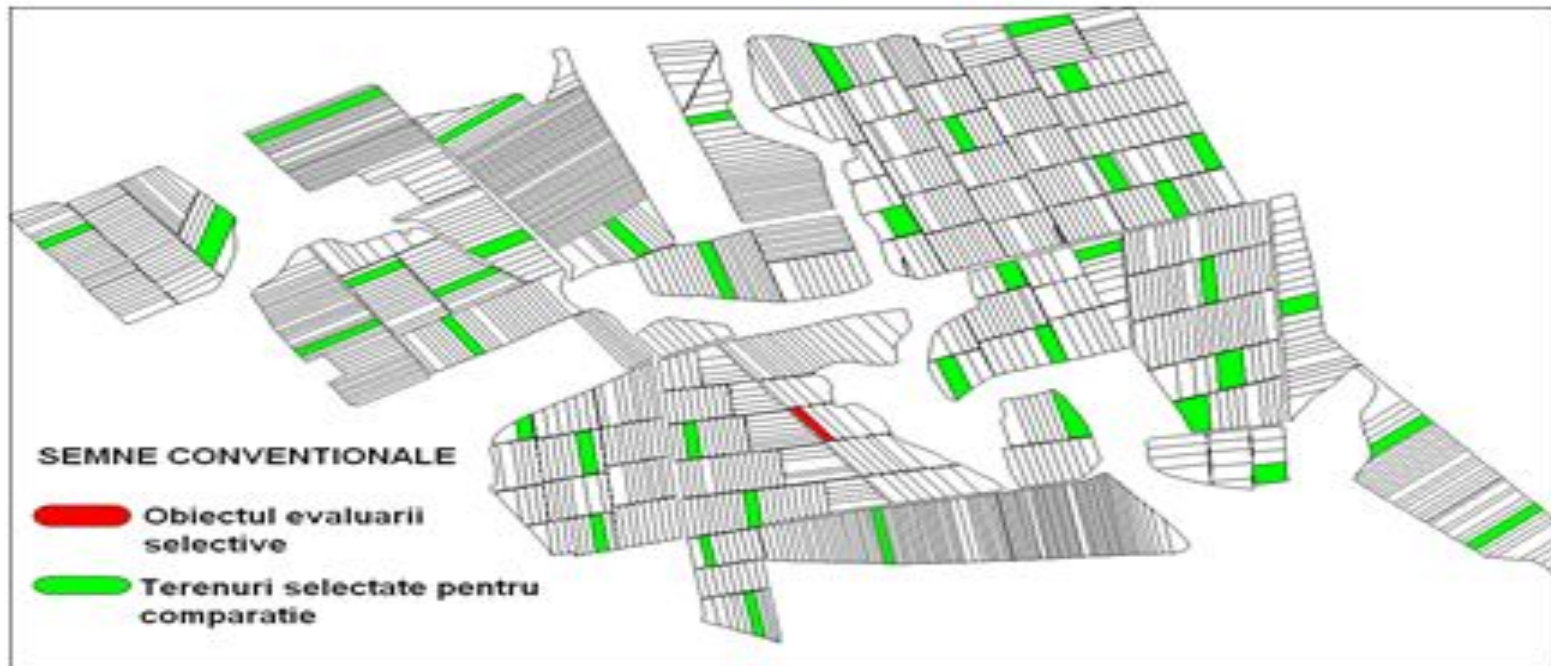 SEMNE CONVENTIONALE
Obiectul evaluarii
selective
Terenuri selectate pentru
comparatie